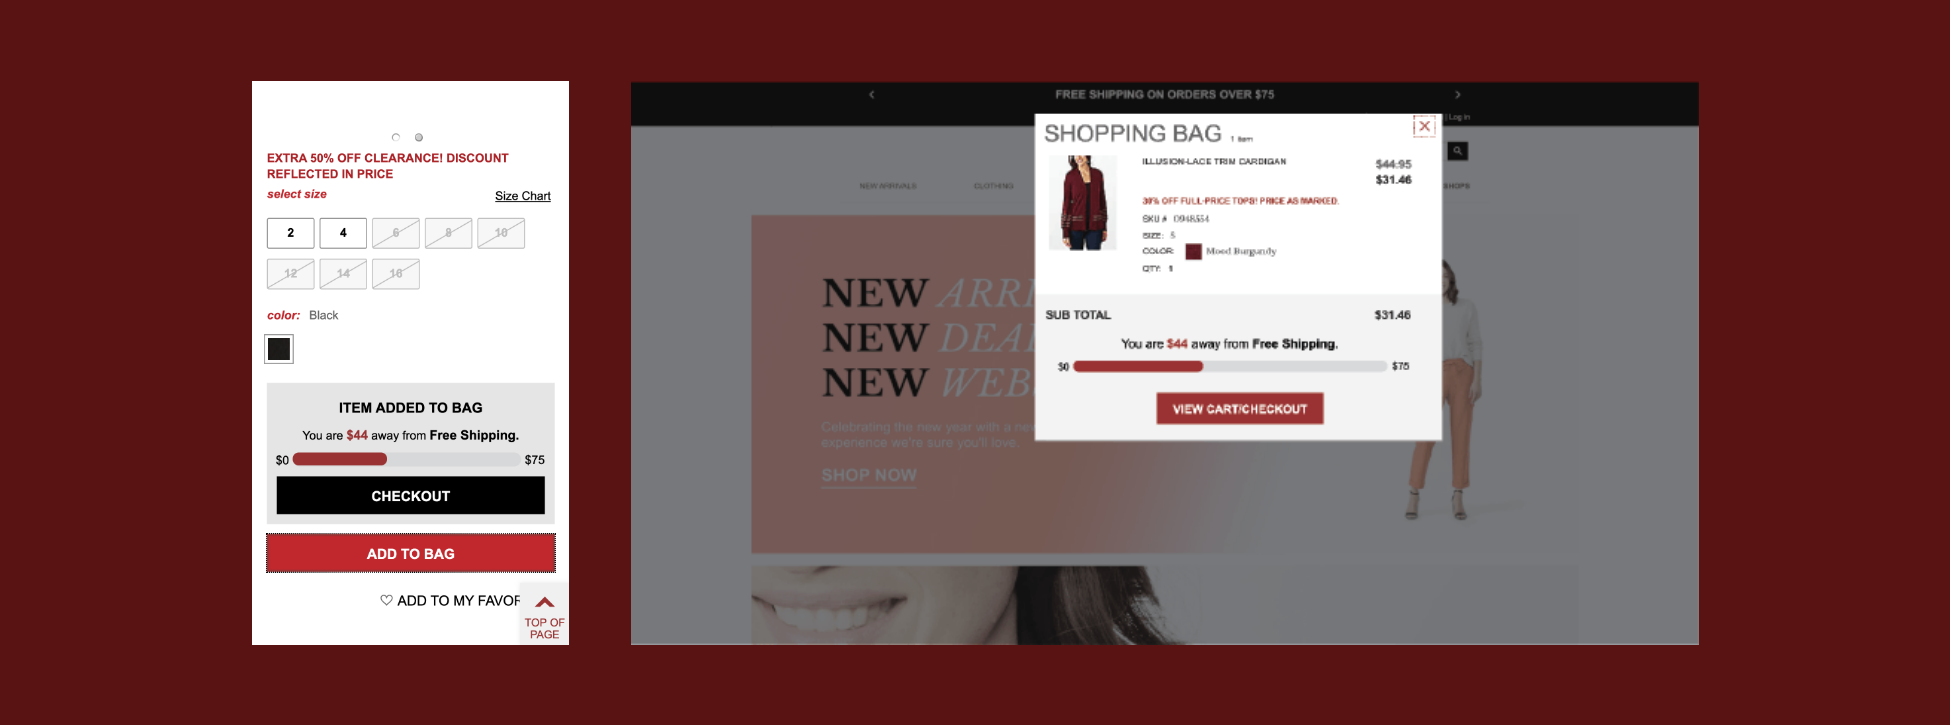 EXTRA 50% OFF CLEARANCE! DISCOUNT
REFLECTED IN PRICE
select size
Size Chart
2 4 6 8 10
12 14 16
color: Black
ITEM ADDED TO BAG
You are $44 away from Free Shipping.
$0 $75
CHECKOUT
ADD TO BAG
ADD TO MY FAVOR
TOP OF
PAGE
FREE SHIPPING ON ORDERS OVER $75
| Log in
NEW ARRIVALS
CLOTHING
SHOPS
NEW ARRI
NEW DEA
NEW WEB
Celebrating the new year with a new
experience we're sure you'll love.
SHOP NOW
SHOPPING BAG 1 item
ILLUSION-LACE TRIM CARDIGAN
$44.95
$31.46
30% OFF FULL-PRICE TOPS! PRICE AS MARKED.
SKU # 0948554
SIZE: S
COLOR: Mood Burgundy
QTY: 1
SUB TOTAL $31.46
You are $44 away from Free Shipping.
$0 $75
VIEW CART/CHECKOUT